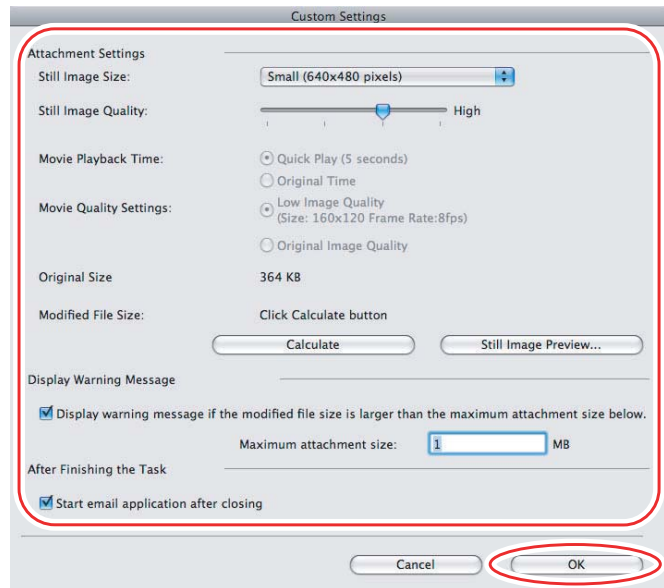 Custom Settings
Attachment Settings
Still Image Size: Small (640x480 pixels)
Still Image Quality: High
Movie Playback Time: Quick Play (5 seconds)
Original Time
Movie Quality Settings: Low Image Quality
(Size: 160x120 Frame Rate:8fps)
Original Image Quality
Original Size 364 KB
Modified File Size: Click Calculate button
Calculate Still Image Preview...
Display Warning Message
Display warning message if the modified file size is larger than the maximum attachment size below.
Maximum attachment size: 1 MB
After Finishing the Task
Start email application after closing
Cancel OK